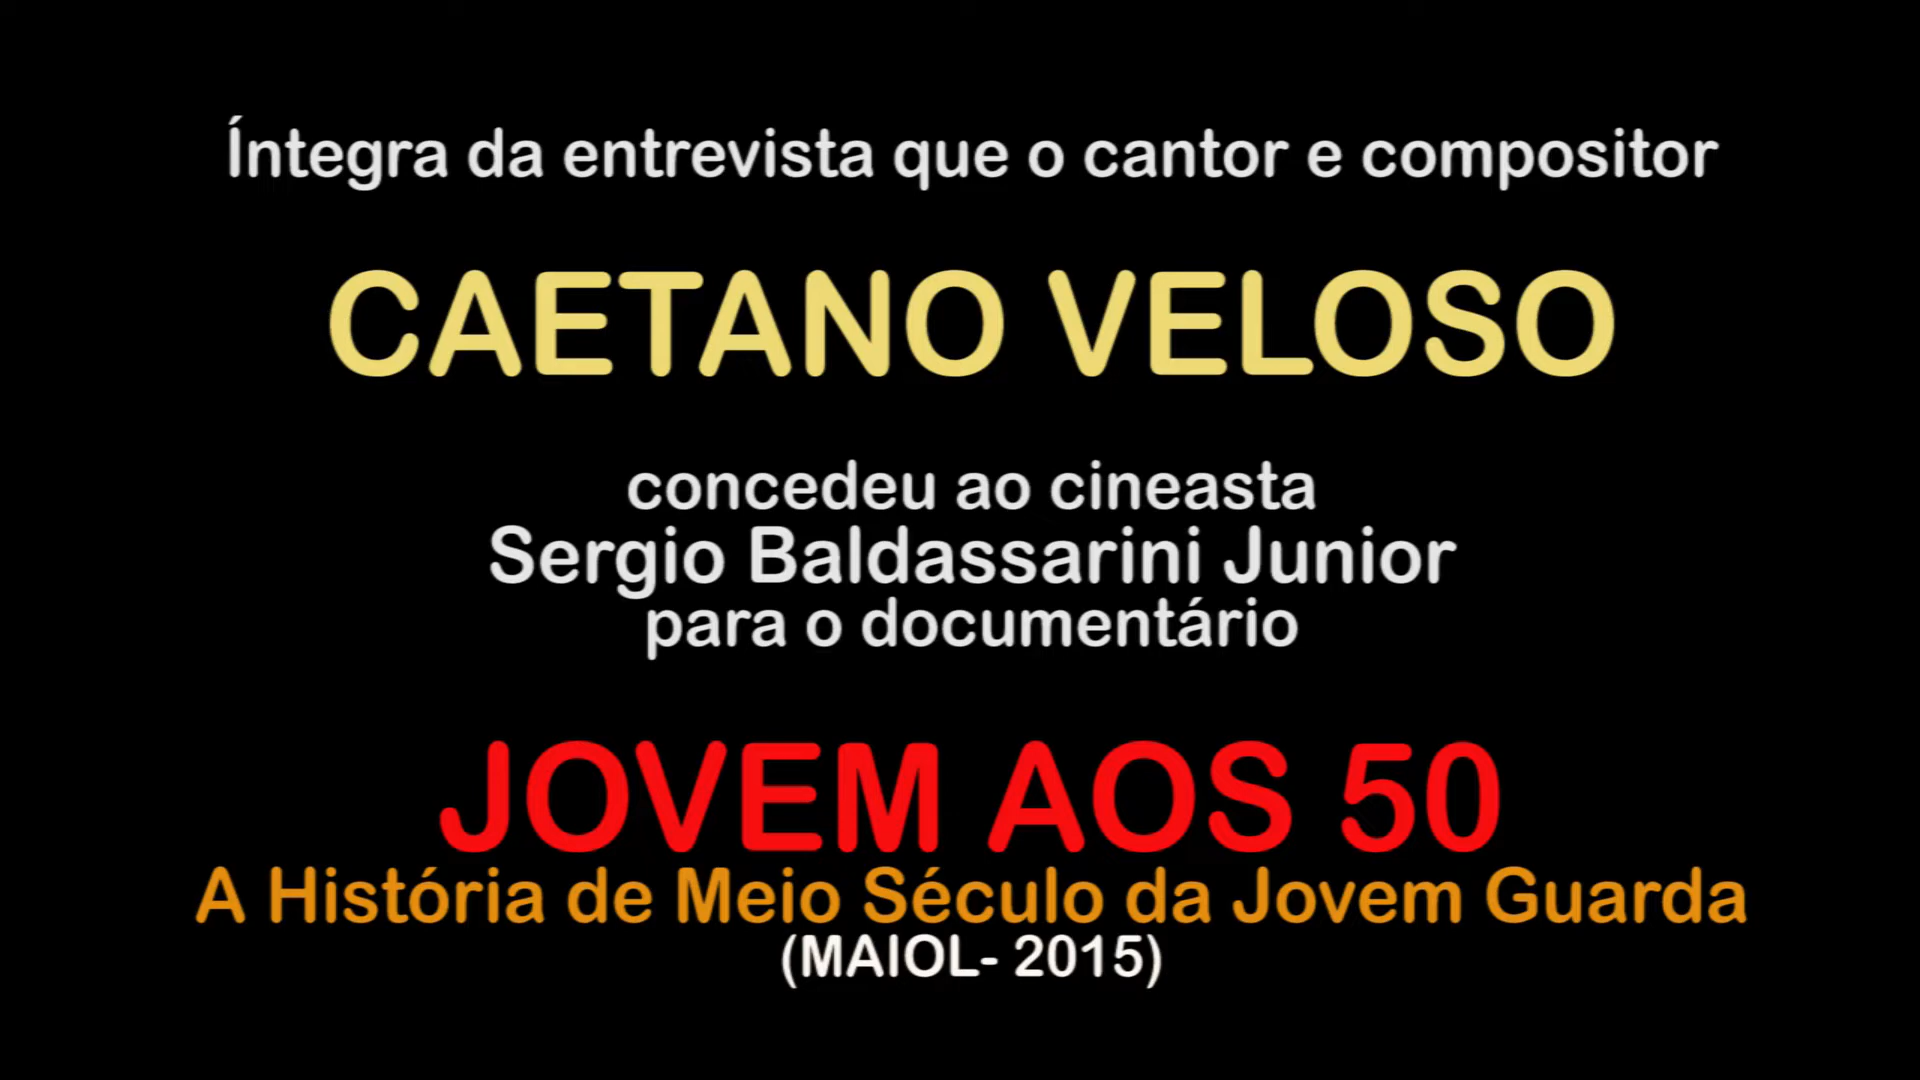 Íntegra da entrevista que o cantor e compositor
CAETANO VELOSO
concedeu ao cineasta
Sergio Baldassarini Junior
para o documentário
JOVEM AOS 50
A História de Meio Século da Jovem Guarda
(MAIOL- 2015)